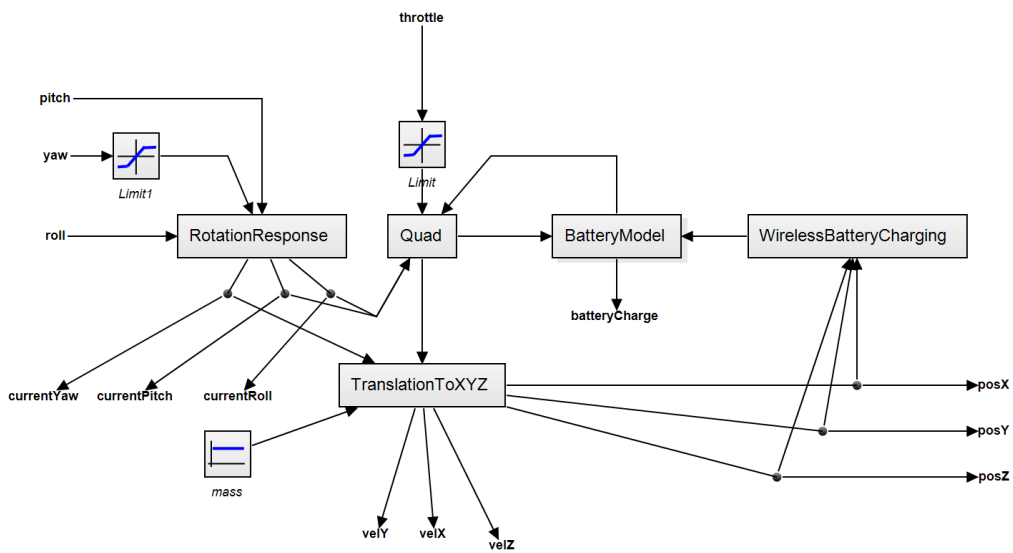 throttle
pitch
yaw
Limit1
Limit
roll
RotationResponse
Quad
BatteryModel
WirelessBatteryCharging
batteryCharge
currentYaw
currentPitch
currentRoll
TranslationToXYZ
posX
posY
posZ
mass
velY
velX
velZ